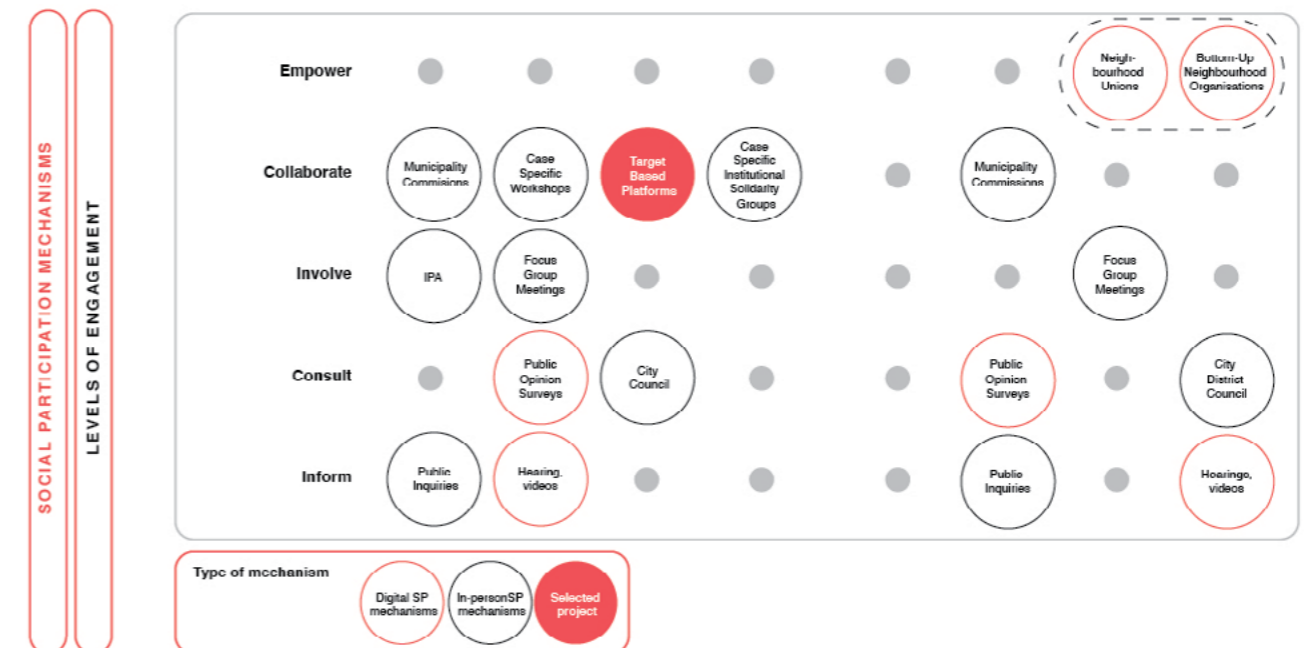 SOCIAL PARTICIPATION MECHANISMS
LEVELS OF ENGAGEMENT
Empower
Neigh-
bourhood
Unions
Bottom-Up
Neighbourhood
Organisations
Collaborate
Municipality
Commisions
Case
Specific
Workshops
Target
Based
Platforms
Case
Specific
Institutional
Solidarity
Groups
Municipality
Commissions
Involve
IPA
Focus
Group
Meetings
Focus
Group
Meetings
Consult
Public
Opinion
Surveys
City
Council
Public
Opinion
Surveys
City
District
Council
Inform
Public
Inquiries
Hearing,
videos
Public
Inquiries
Hearings,
videos
Type of mechanism
Digital SP
mechanisms
In-personSP
mechanisms
Selected
project